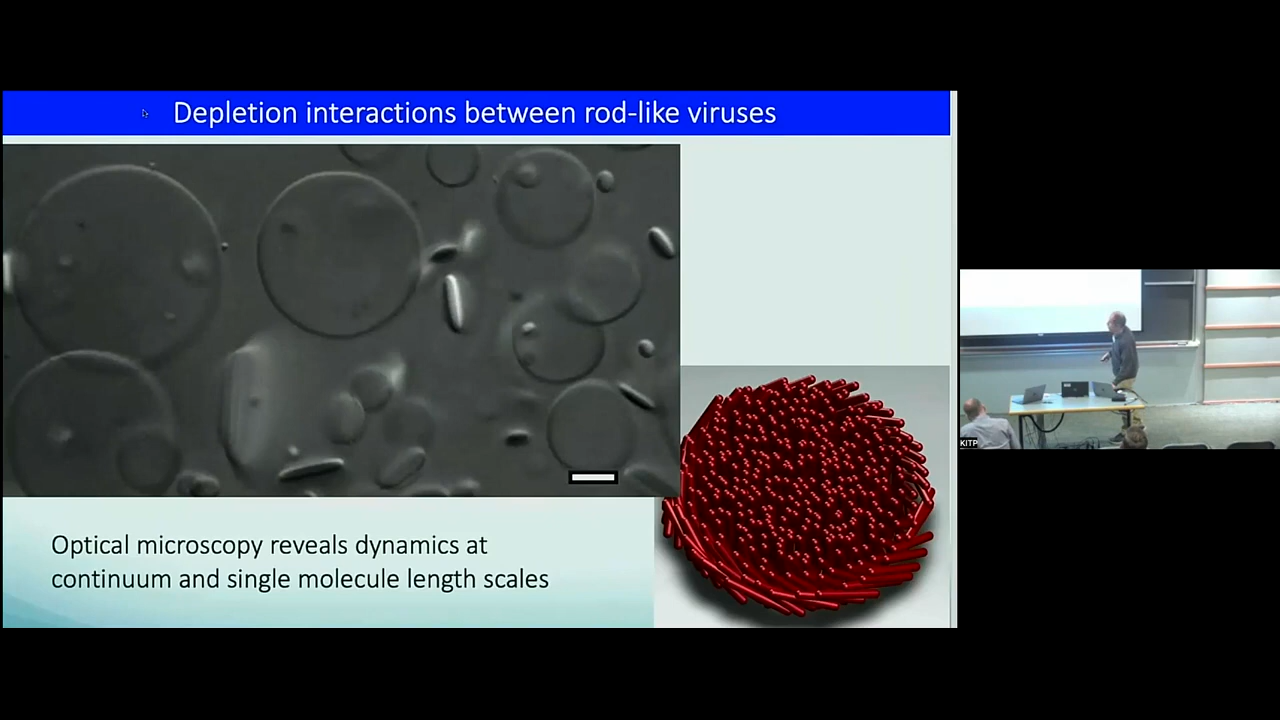 Depletion interactions between rod-like viruses
Optical microscopy reveals dynamics at
continuum and single molecule length scales
KITP